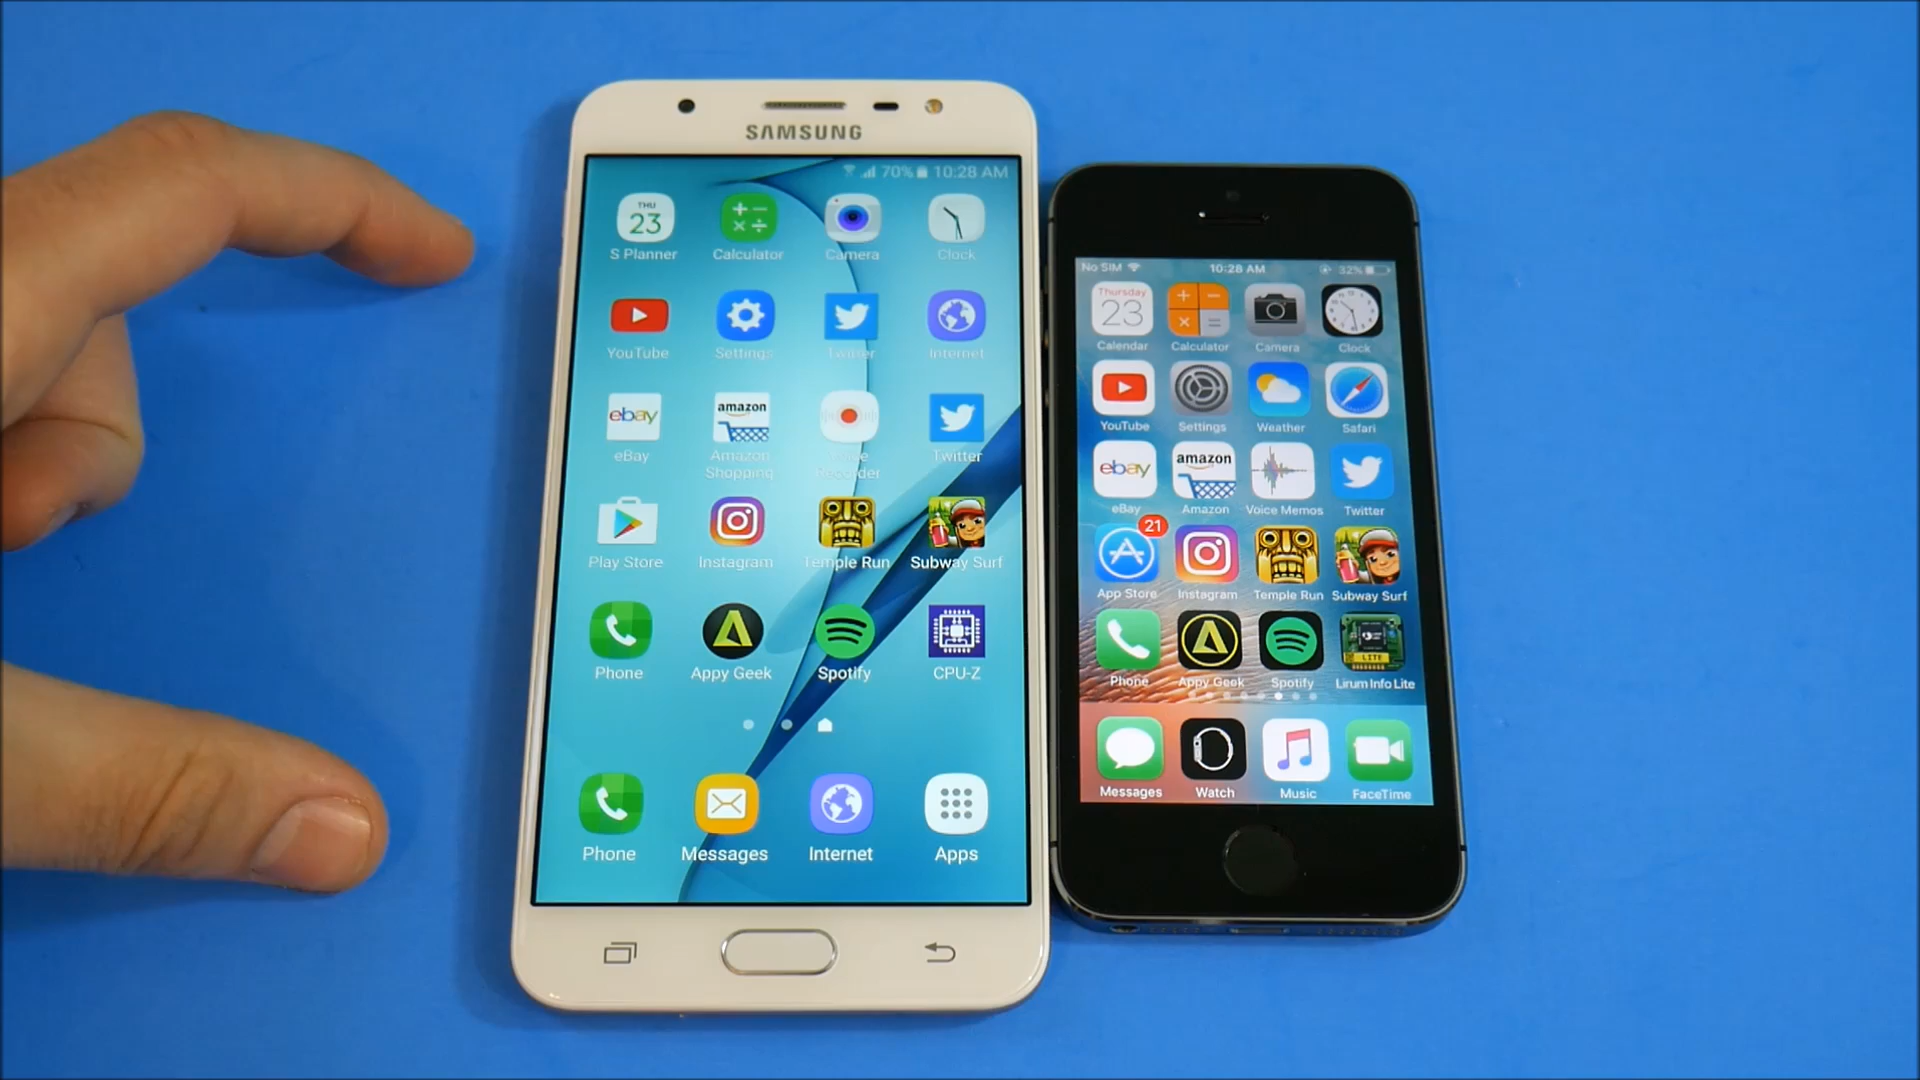 SAMSUNG
70% 10:28 AM
THU
23
S Planner Calculator Camera Clock
YouTube Settings Twitter Internet
ebay amazon
eBay Amazon Shopping Voice Recorder Twitter
Play Store Instagram Temple Run Subway Surf
Phone Appy Geek Spotify CPU-Z
Phone Messages Internet Apps
No SIM 10:28 AM 32%
Thursday
23
Calendar Calculator Camera Clock
YouTube Settings Weather Safari
ebay amazon
eBay Amazon Voice Memos Twitter
21
App Store Instagram Temple Run Subway Surf
LITE
Phone Appy Geek Spotify Lirum Info Lite
Messages Watch Music FaceTime